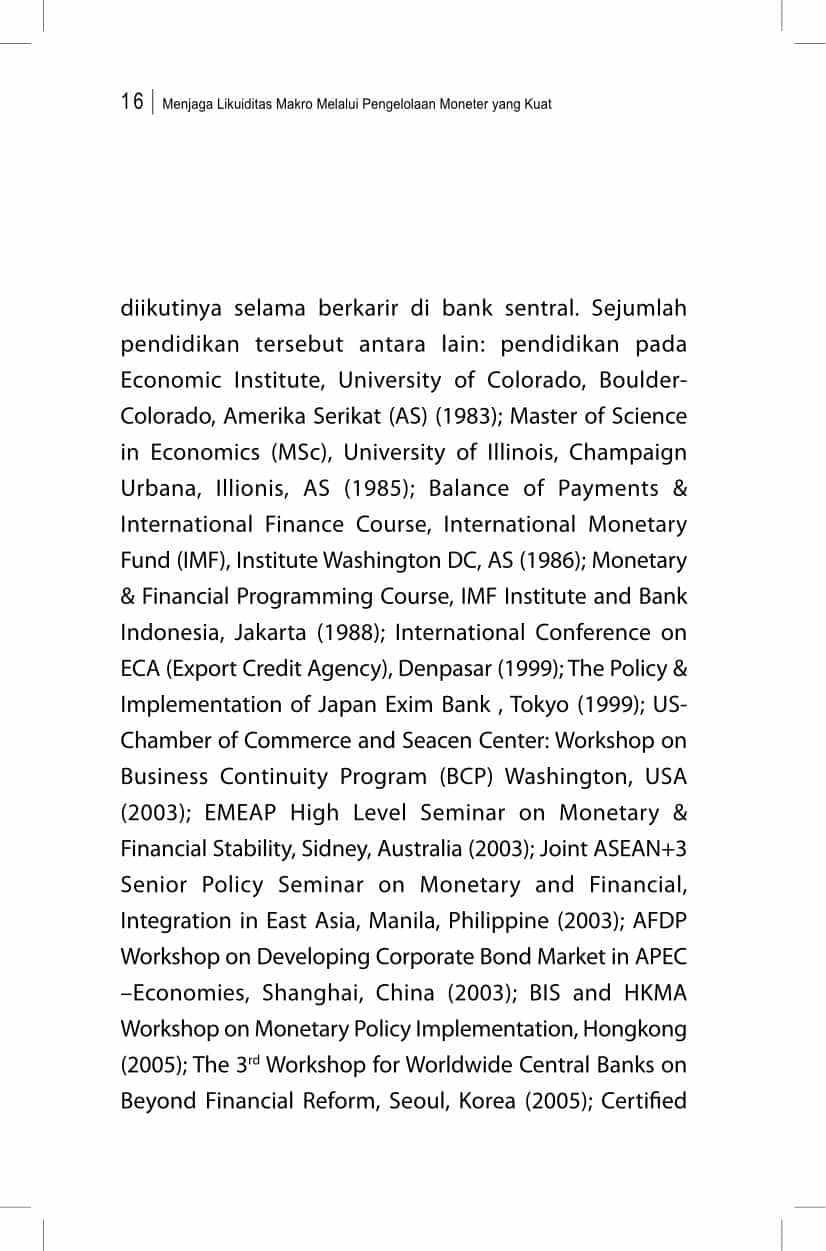 16 Menjaga Likuiditas Makro Melalui Pengelolaan Moneter yang Kuat
diikutinya selama berkarir di bank sentral. Sejumlah
pendidikan tersebut antara lain: pendidikan pada
Economic Institute, University of Colorado, Boulder-
Colorado, Amerika Serikat (AS) (1983); Master of Science
in Economics (MSc), University of Illinois, Champaign
Urbana, Illionis, AS (1985); Balance of Payments &
International Finance Course, International Monetary
Fund (IMF), Institute Washington DC, AS (1986); Monetary
& Financial Programming Course, IMF Institute and Bank
Indonesia, Jakarta (1988); International Conference on
ECA (Export Credit Agency), Denpasar (1999); The Policy &
Implementation of Japan Exim Bank , Tokyo (1999); US-
Chamber of Commerce and Seacen Center: Workshop on
Business Continuity Program (BCP) Washington, USA
(2003); EMEAP High Level Seminar on Monetary &
Financial Stability, Sidney, Australia (2003); Joint ASEAN+3
Senior Policy Seminar on Monetary and Financial,
Integration in East Asia, Manila, Philippine (2003); AFDP
Workshop on Developing Corporate Bond Market in APEC
–Economies, Shanghai, China (2003); BIS and HKMA
Workshop on Monetary Policy Implementation, Hongkong
(2005); The 3rd Workshop for Worldwide Central Banks on
Beyond Financial Reform, Seoul, Korea (2005); Certified